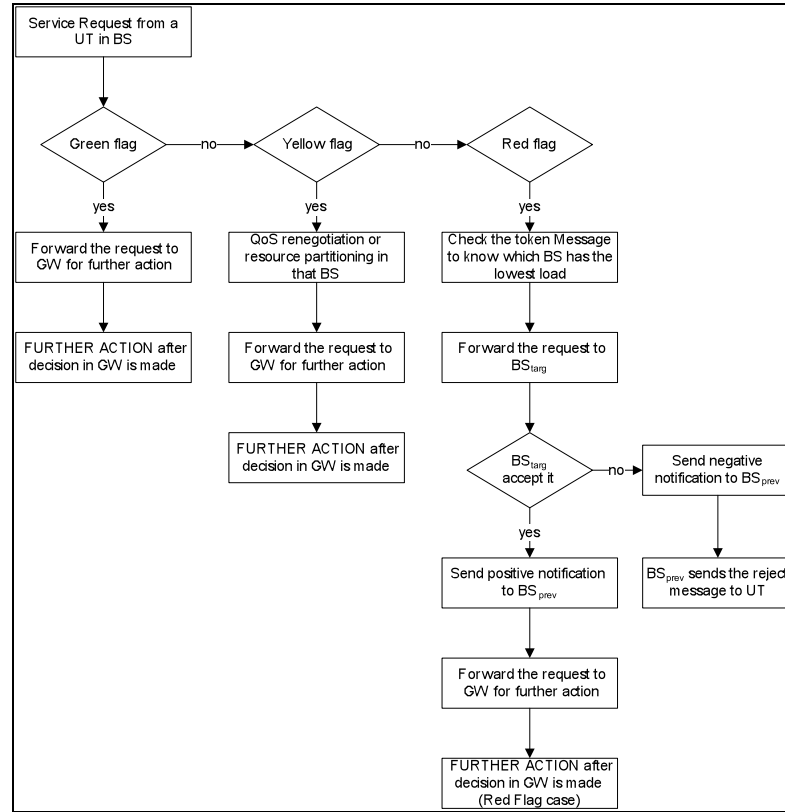 Service Request from a
UT in BS
Green flag
no
Yellow flag
no
Red flag
yes
yes
yes
Forward the request to
GW for further action
QoS renegotiation or
resource partitioning in
that BS
Check the token Message
to know which BS has the
lowest load
FURTHER ACTION after
decision in GW is made
Forward the request to
GW for further action
Forward the request to
BStarg
FURTHER ACTION after
decision in GW is made
BStarg
accept it
no
Send negative
notification to BSprev
yes
Send positive notification
to BSprev
BSprev sends the reject
message to UT
Forward the request to
GW for further action
FURTHER ACTION after
decision in GW is made
(Red Flag case)